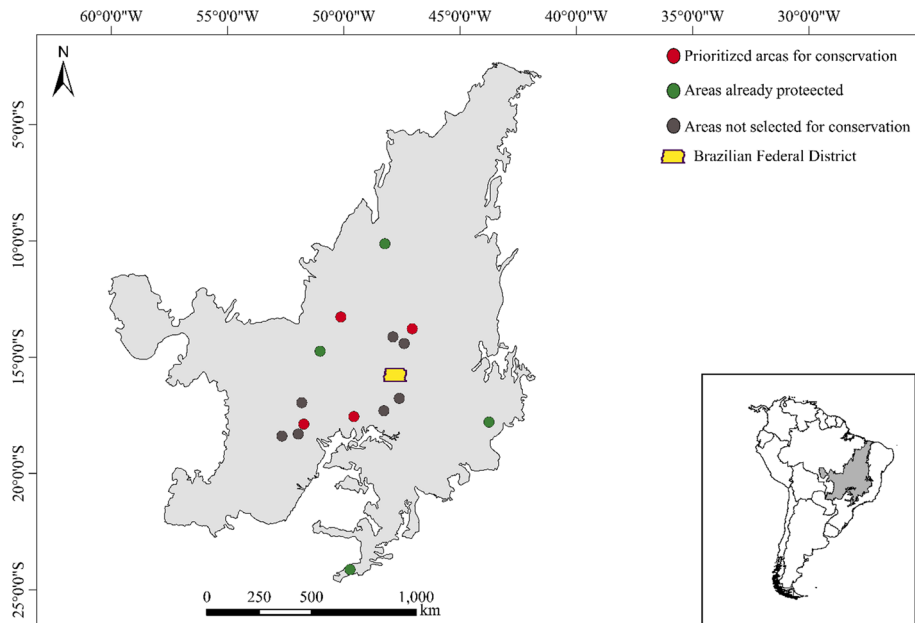 60°0'0"W 55°0'0"W 50°0'0"W 45°0'0"W 40°0'0"W 35°0'0"W 30°0'0"W
N
Prioritized areas for conservation
Areas already proteected
Areas not selected for conservation
Brazilian Federal District
5°0'0"S
10°0'0"S
15°0'0"S
20°0'0"S
25°0'0"S
0 250 500 1,000
km